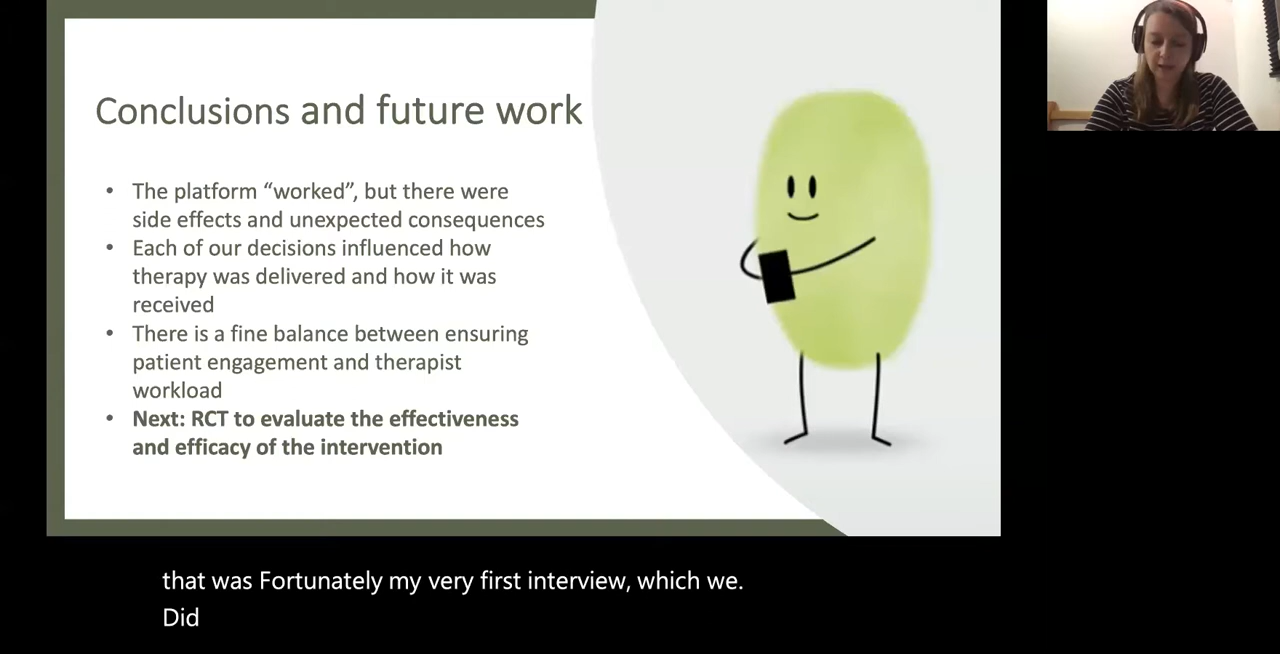 Conclusions and future work
• The platform “worked”, but there were
side effects and unexpected consequences
• Each of our decisions influenced how
therapy was delivered and how it was
received
• There is a fine balance between ensuring
patient engagement and therapist
workload
• Next: RCT to evaluate the effectiveness
and efficacy of the intervention
that was Fortunately my very first interview, which we.
Did